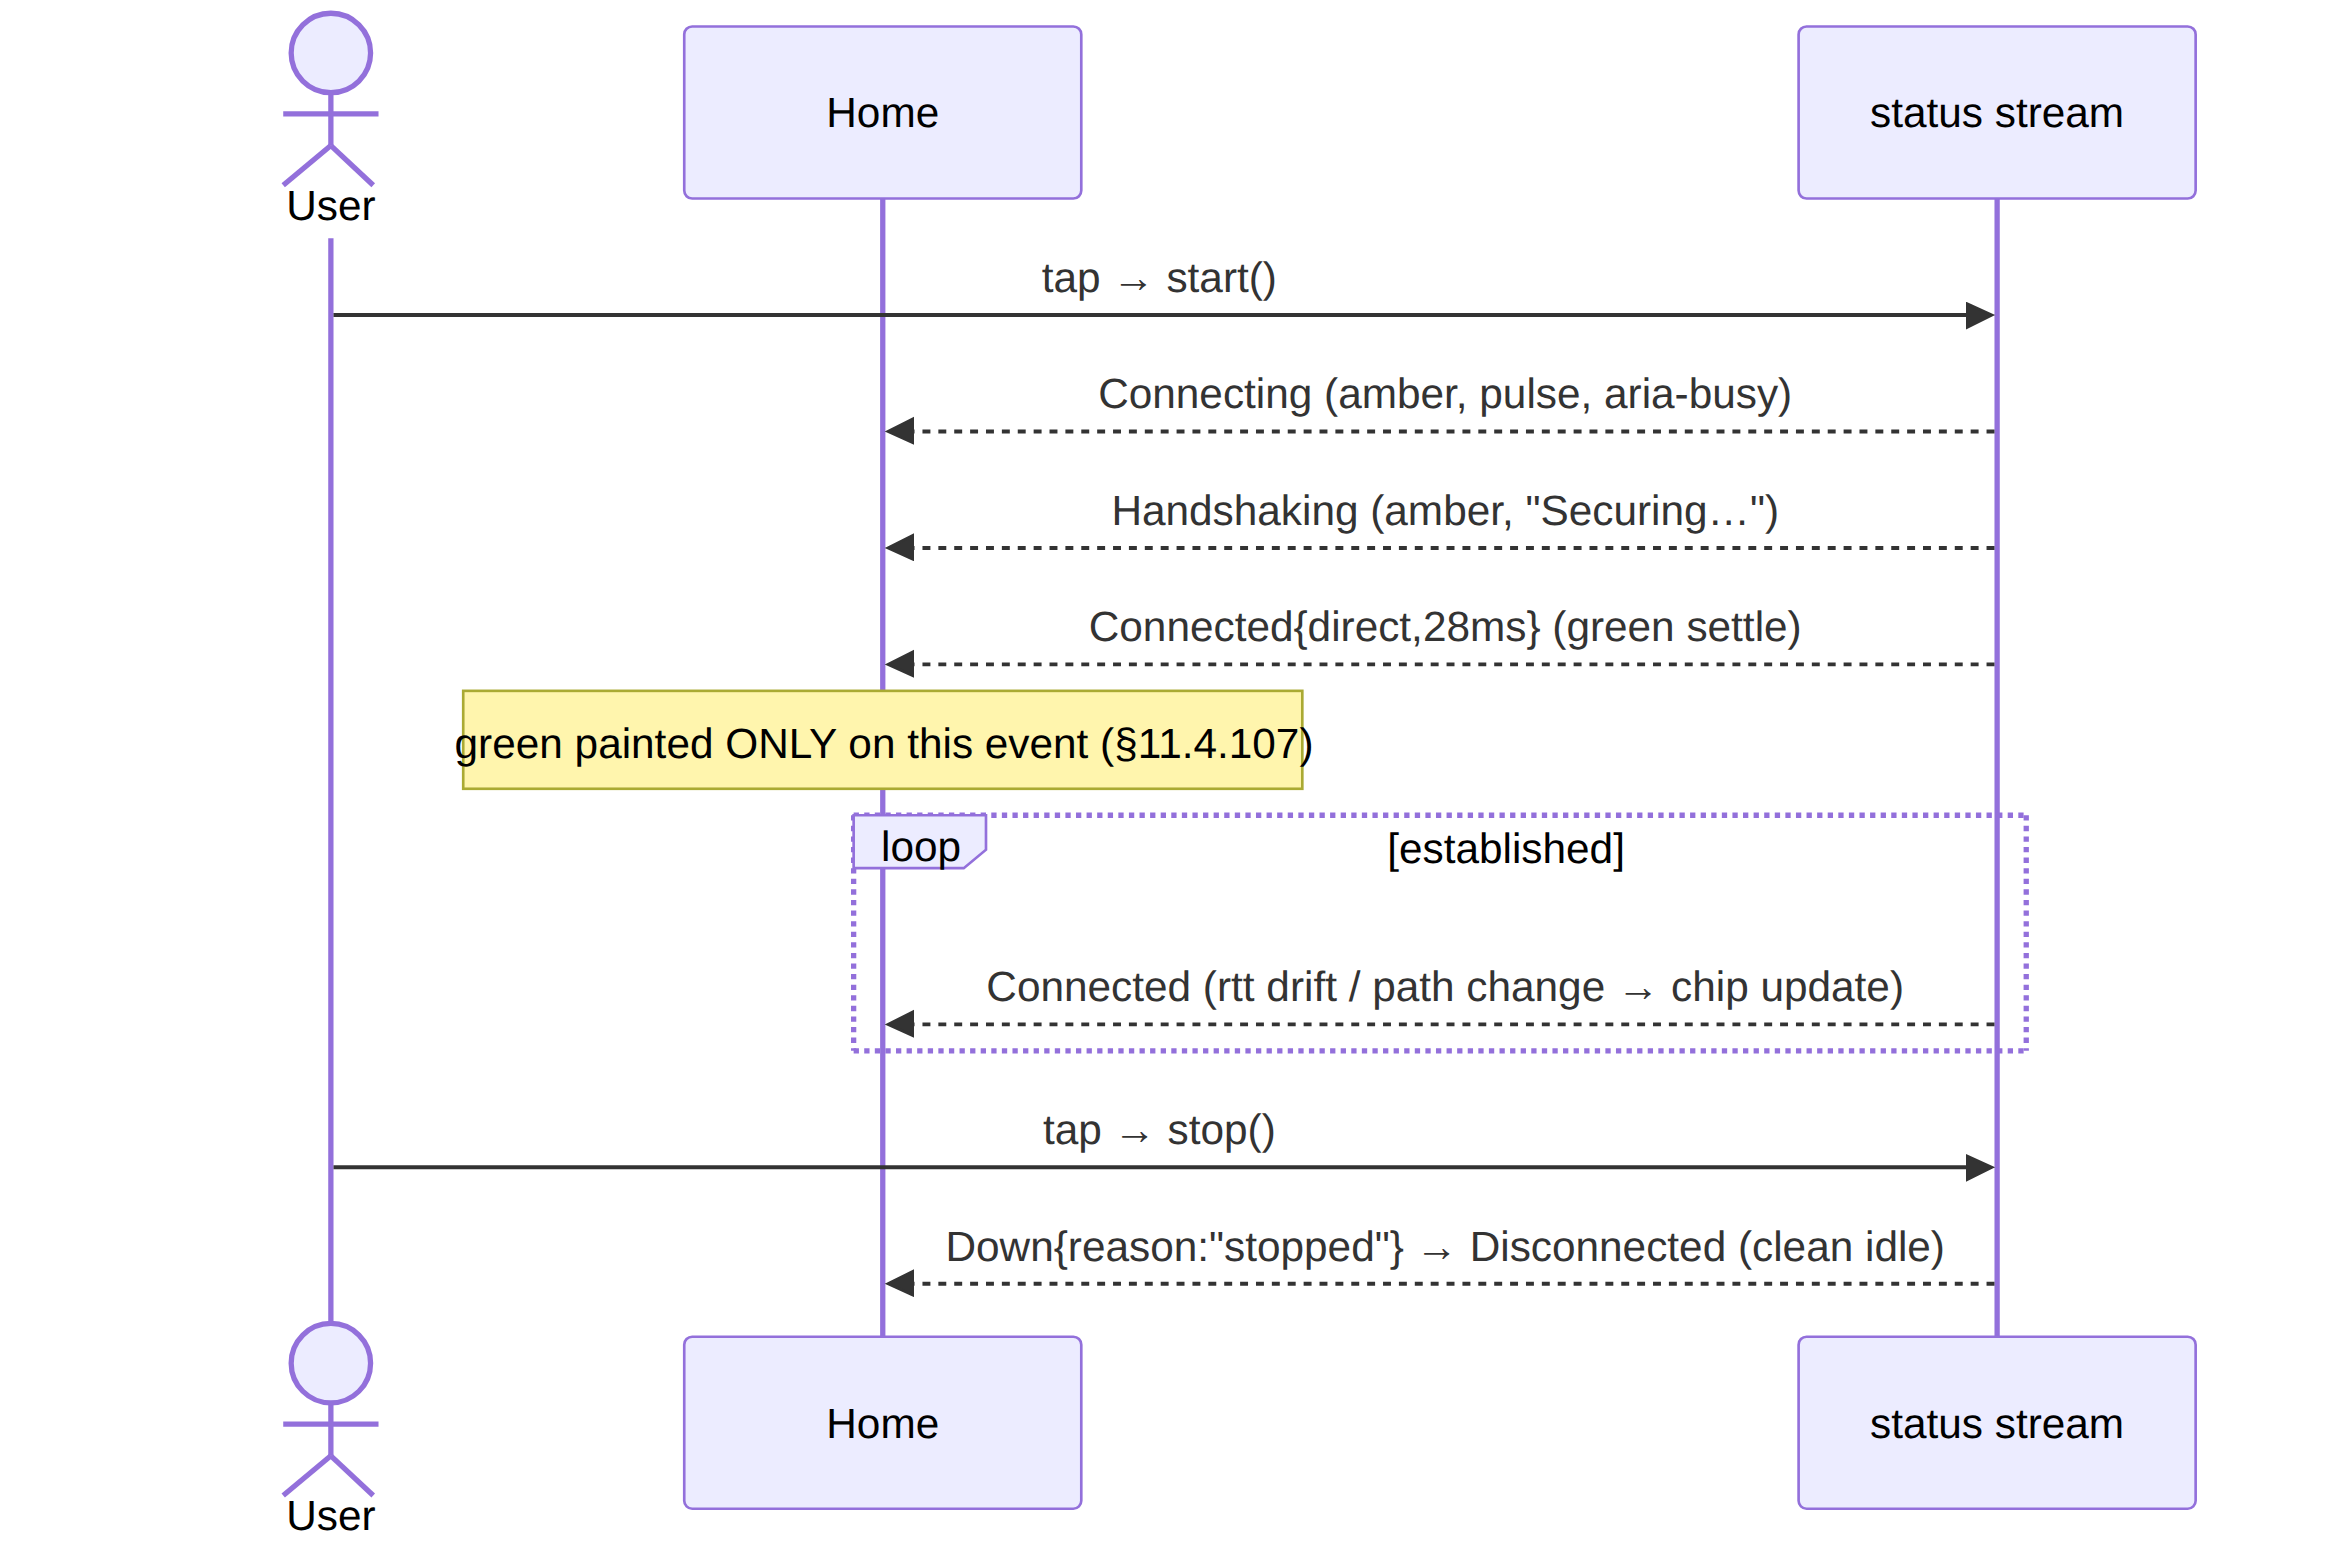 User
Home
status stream
tap → start()
Connecting (amber, pulse, aria-busy)
Handshaking (amber, "Securing…")
Connected{direct,28ms} (green settle)
green painted ONLY on this event (§11.4.107)
loop
[established]
Connected (rtt drift / path change → chip update)
tap → stop()
Down{reason:"stopped"} → Disconnected (clean idle)
User
Home
status stream